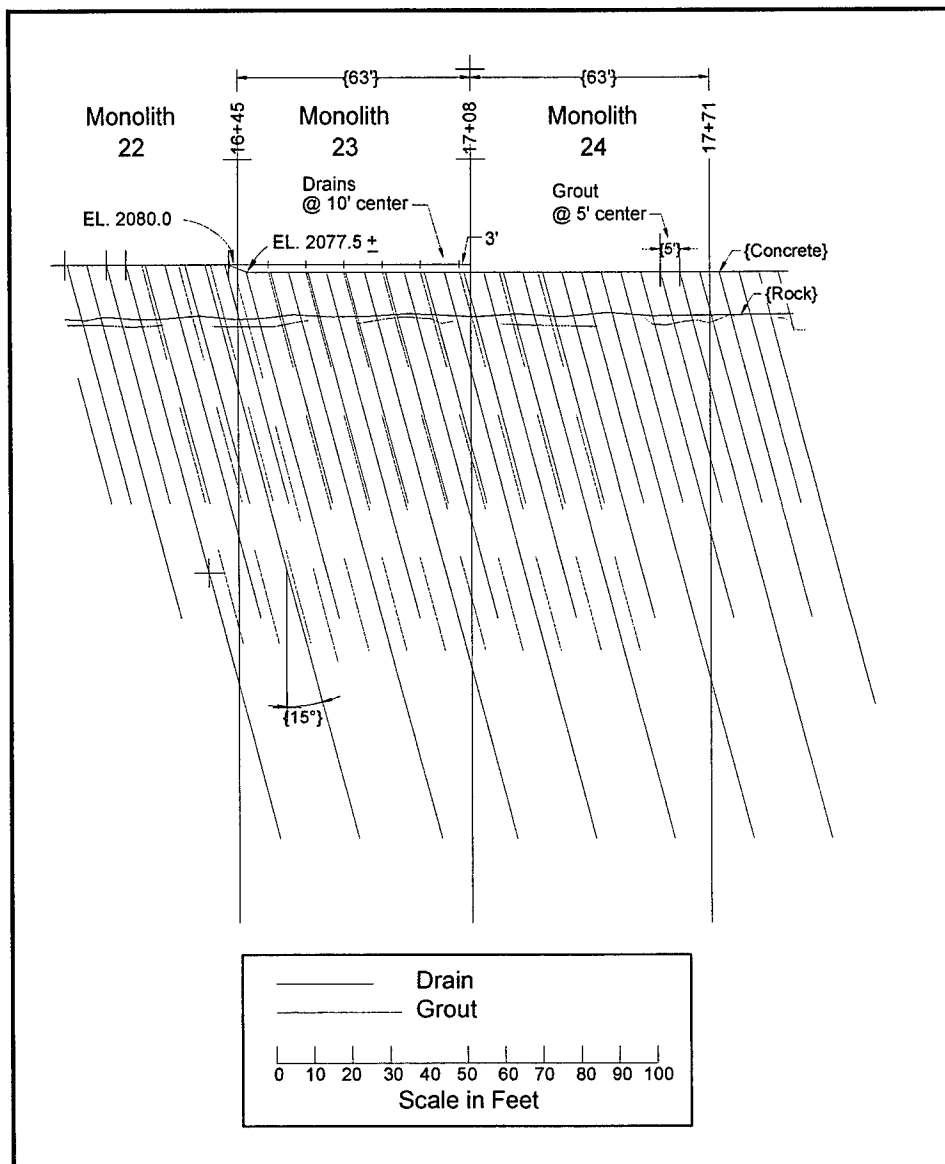 {63'}
{63'}
Monolith
22
16+45
Monolith
23
17+08
Monolith
24
17+71
Drains
@ 10' center
Grout
@ 5' center
EL. 2080.0
EL. 2077.5 ±
3'
{5'}
{Concrete}
{Rock}
{15°}
Drain
Grout
0 10 20 30 40 50 60 70 80 90 100
Scale in Feet